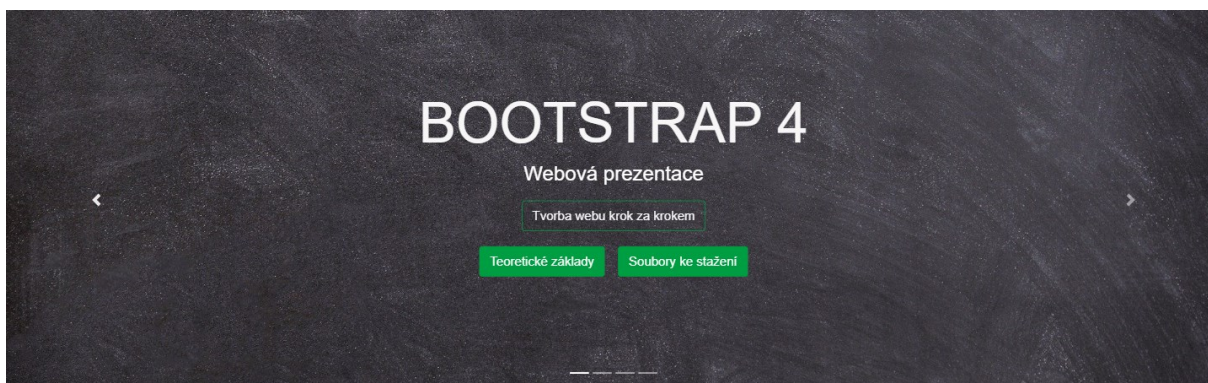 BOOTSTRAP 4
Webová prezentace
Tvorba webu krok za krokem
Teoretické základy
Soubory ke stažení